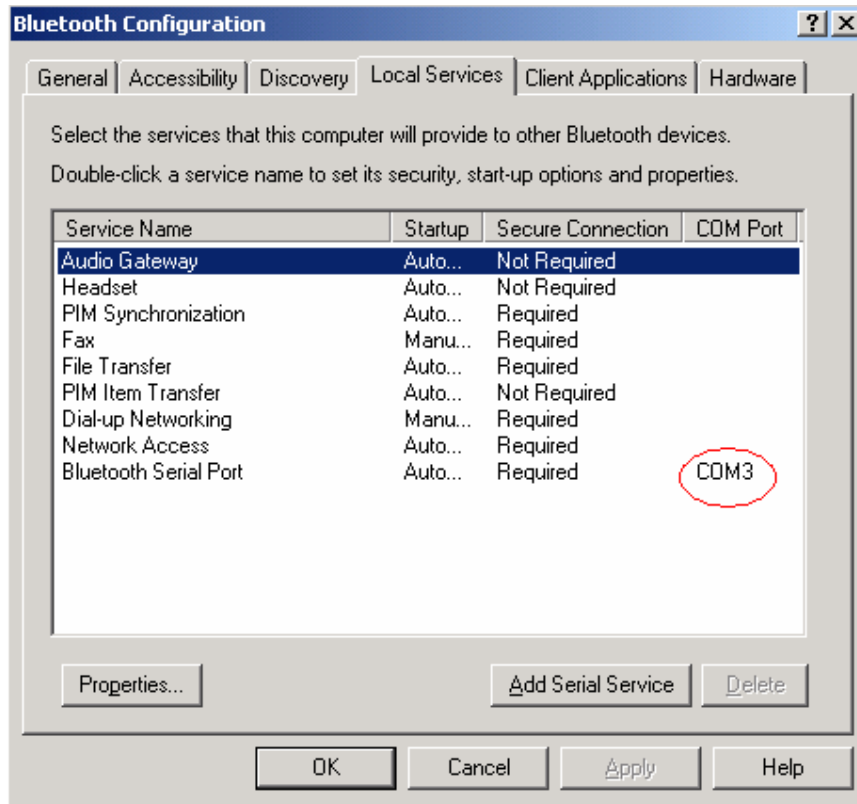 Bluetooth Configuration
General Accessibility Discovery Local Services Client Applications Hardware
Select the services that this computer will provide to other Bluetooth devices.
Double-click a service name to set its security, start-up options and properties.
Service Name Startup Secure Connection COM Port
Audio Gateway Auto... Not Required
Headset Auto... Not Required
PIM Synchronization Auto... Required
Fax Manu... Required
File Transfer Auto... Required
PIM Item Transfer Auto... Not Required
Dial-up Networking Manu... Required
Network Access Auto... Required
Bluetooth Serial Port Auto... Required COM3
Properties... Add Serial Service Delete
OK Cancel Apply Help